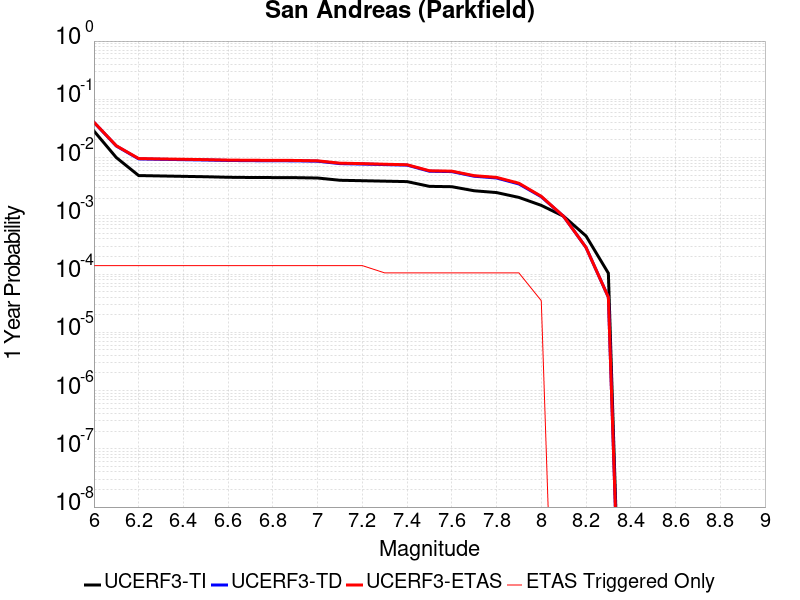 San Andreas (Parkfield)
10^0
10^-1
10^-2
10^-3
10^-4
10^-5
10^-6
10^-7
10^-8
1 Year Probability
6 6.2 6.4 6.6 6.8 7 7.2 7.4 7.6 7.8 8 8.2 8.4 8.6 8.8 9
Magnitude
UCERF3-TI UCERF3-TD UCERF3-ETAS ETAS Triggered Only